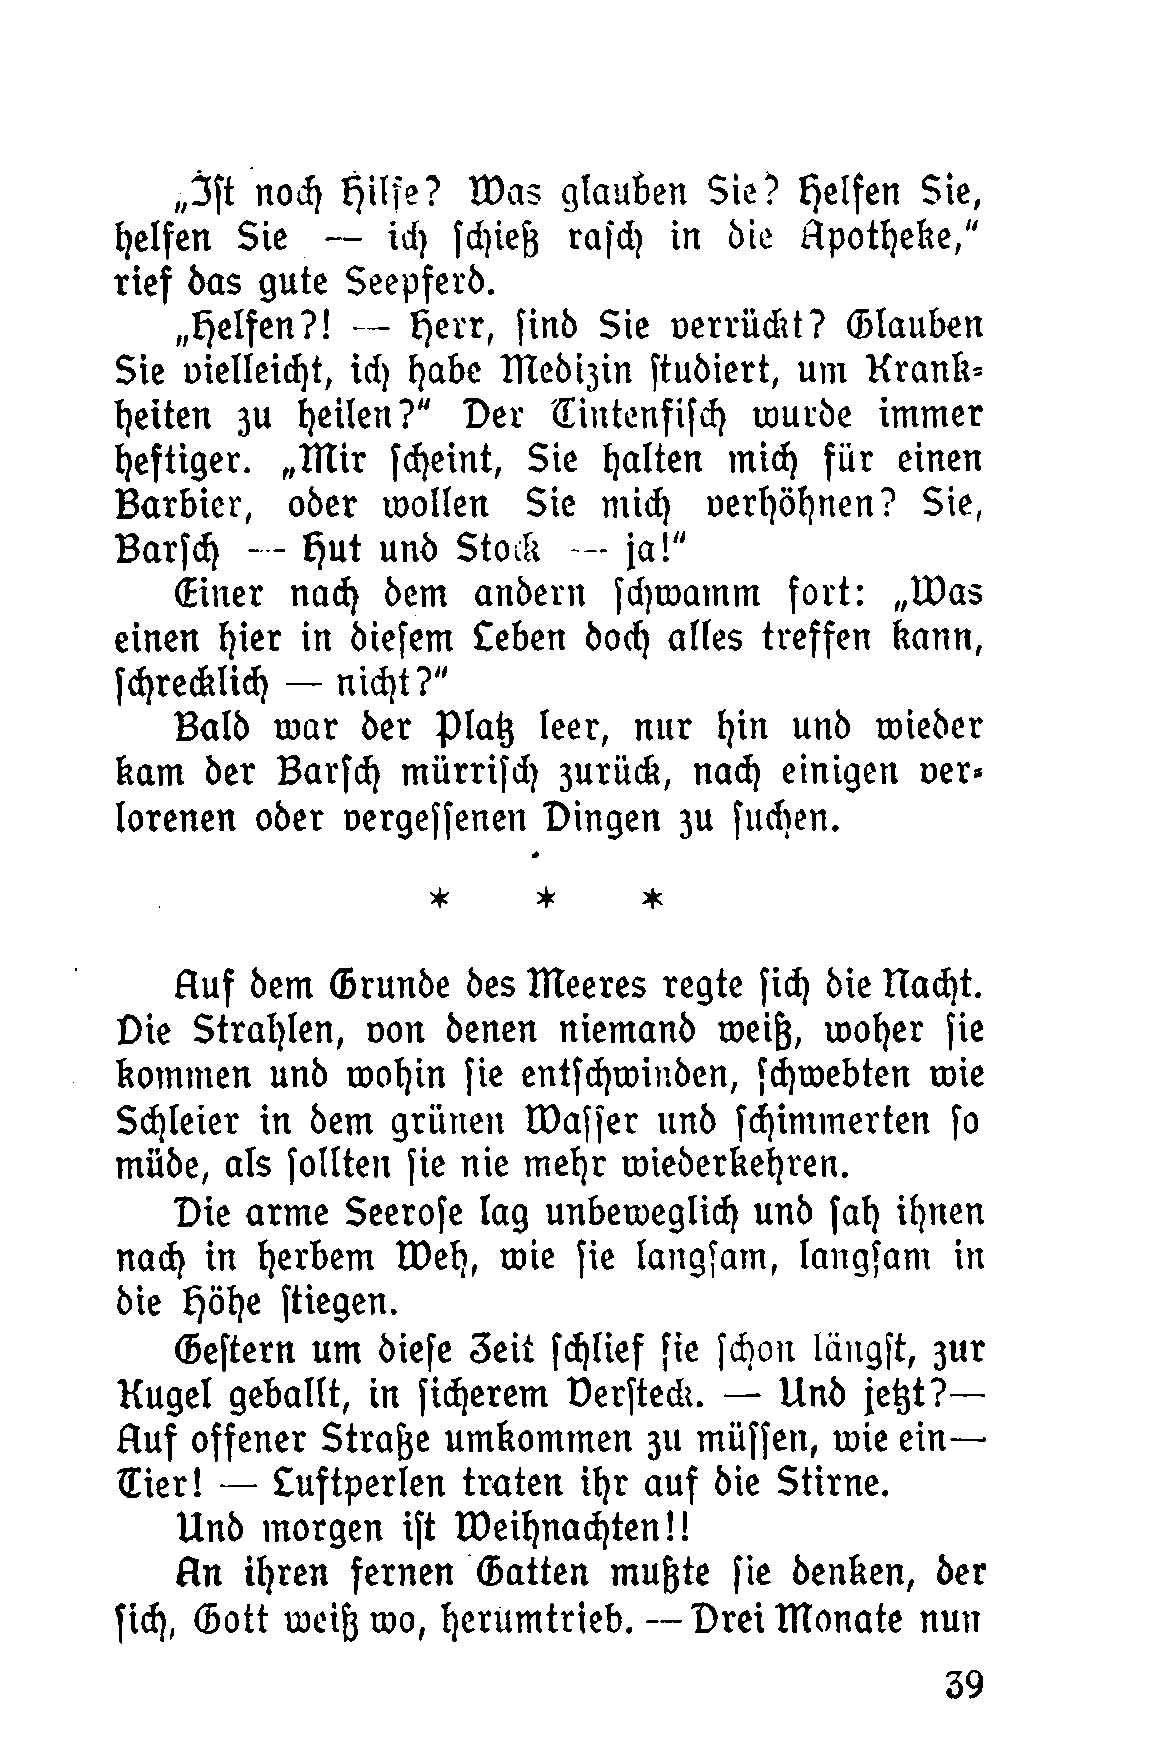 „Ist noch Hilfe? Was glauben Sie? Helfen Sie,
helfen Sie — ich schieß rasch in die Apotheke,“
rief das gute Seepferd.
„Helfen?! — Herr, sind Sie verrückt? Glauben
Sie vielleicht, ich habe Medizin studiert, um Krank-
heiten zu heilen?“ Der Tintenfisch wurde immer
heftiger. „Mir scheint, Sie halten mich für einen
Barbier, oder wollen Sie mich verhöhnen? Sie,
Barsch — Hut und Stock — ja!“
Einer nach dem andern schwamm fort: „Was
einen hier in diesem Leben doch alles treffen kann,
schrecklich — nicht?“
Bald war der Platz leer, nur hin und wieder
kam der Barsch mürrisch zurück, nach einigen ver-
lorenen oder vergessenen Dingen zu suchen.
* * *
Auf dem Grunde des Meeres regte sich die Nacht.
Die Strahlen, von denen niemand weiß, woher sie
kommen und wohin sie entschwinden, schwebten wie
Schleier in dem grünen Wasser und schimmerten so
müde, als sollten sie nie mehr wiederkehren.
Die arme Seerose lag unbeweglich und sah ihnen
nach in herbem Weh, wie sie langsam, langsam in
die Höhe stiegen.
Gestern um diese Zeit schlief sie schon längst, zur
Kugel geballt, in sicherem Versteck. — Und jetzt?—
Auf offener Straße umkommen zu müssen, wie ein—
Tier! — Luftperlen traten ihr auf die Stirne.
Und morgen ist Weihnachten!!
An ihren fernen Gatten mußte sie denken, der
sich, Gott weiß wo, herumtrieb. — Drei Monate nun
39